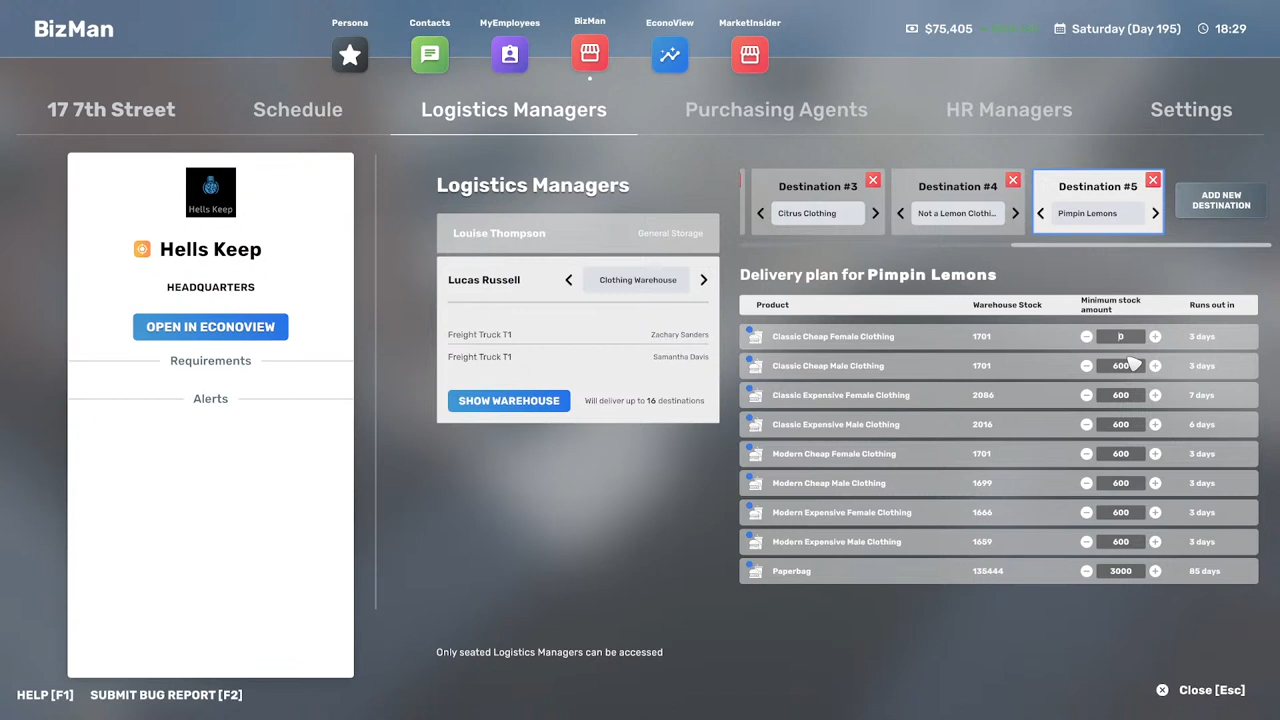 BizMan
Persona
Contacts
MyEmployees
BizMan
EconoView
MarketInsider
$75,405
Saturday (Day 195)
18:29
17 7th Street
Schedule
Logistics Managers
Purchasing Agents
HR Managers
Settings
Hells Keep
Hells Keep
HEADQUARTERS
OPEN IN ECONOVIEW
Requirements
Alerts
Logistics Managers
Louise Thompson General Storage
Lucas Russell Clothing Warehouse
Freight Truck T1 Zachary Sanders
Freight Truck T1 Samantha Davis
SHOW WAREHOUSE Will deliver up to 16 destinations
Only seated Logistics Managers can be accessed
Destination #3
Citrus Clothing
Destination #4
Not a Lemon Clothi...
Destination #5
Pimpin Lemons
ADD NEW
DESTINATION
Delivery plan for Pimpin Lemons
Product Warehouse Stock Minimum stock amount Runs out in
Classic Cheap Female Clothing 1701 0 3 days
Classic Cheap Male Clothing 1701 600 3 days
Classic Expensive Female Clothing 2086 600 7 days
Classic Expensive Male Clothing 2016 600 6 days
Modern Cheap Female Clothing 1701 600 3 days
Modern Cheap Male Clothing 1699 600 3 days
Modern Expensive Female Clothing 1666 600 3 days
Modern Expensive Male Clothing 1659 600 3 days
Paperbag 135444 3000 85 days
HELP [F1]
SUBMIT BUG REPORT [F2]
Close [Esc]